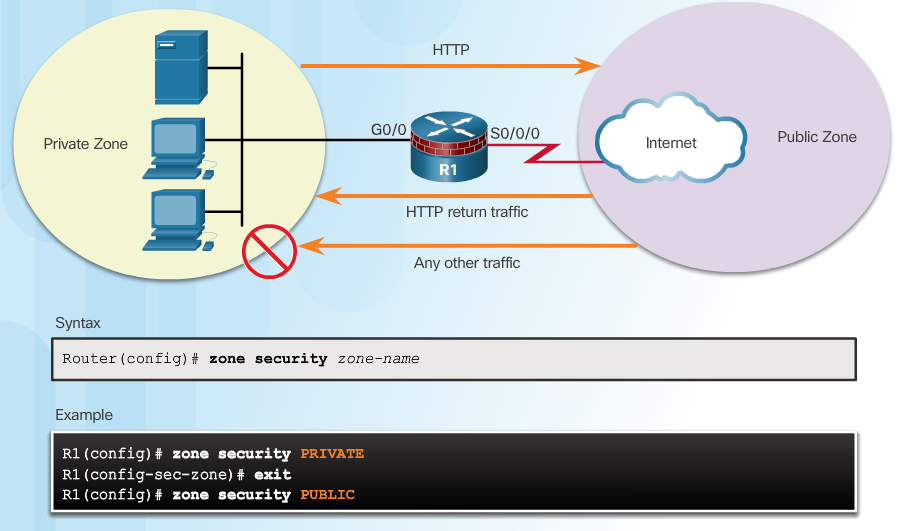 HTTP
Private Zone
G0/0
S0/0/0
R1
Internet
Public Zone
HTTP return traffic
Any other traffic
Syntax
Router(config)# zone security zone-name
Example
R1(config)# zone security PRIVATE
R1(config-sec-zone)# exit
R1(config)# zone security PUBLIC